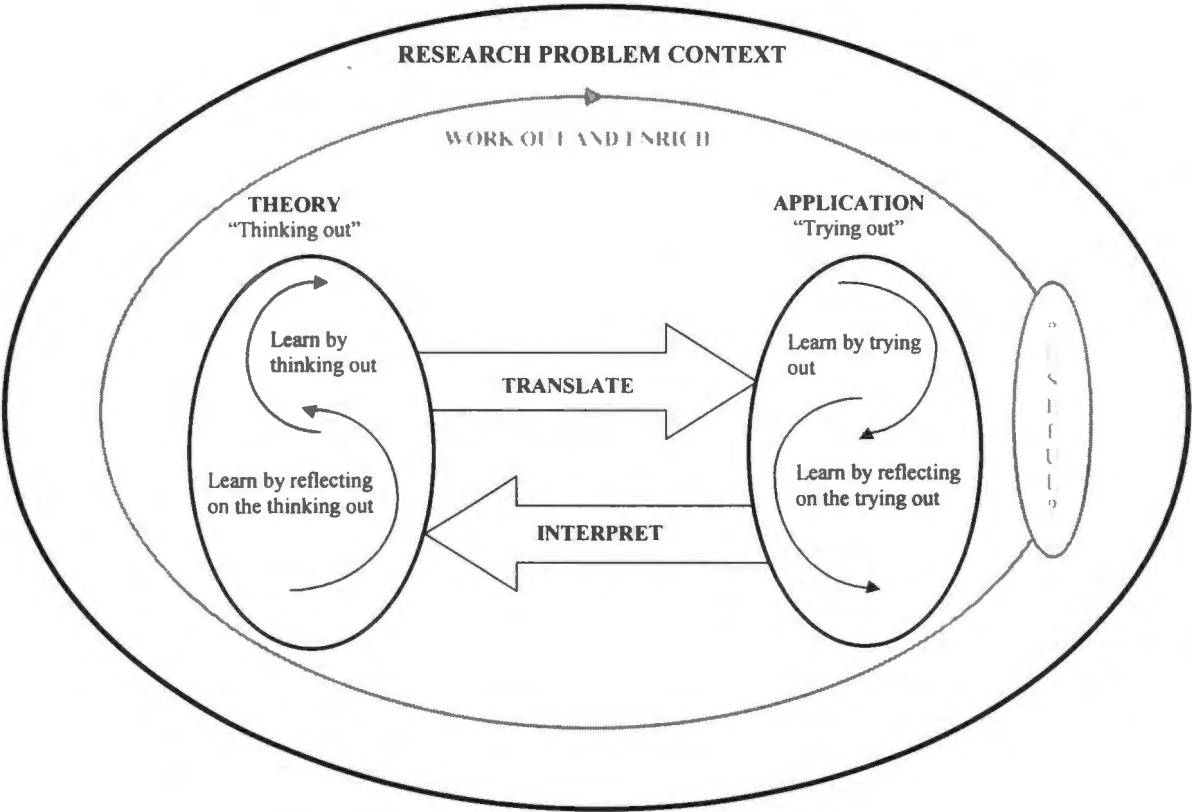 RESEARCH PROBLEM CONTEXT
WORK OUT AND ENRICH
THEORY
“Thinking out”
Learn by
thinking out
Learn by reflecting
on the thinking out
TRANSLATE
INTERPRET
APPLICATION
“Trying out”
Learn by trying
out
Learn by reflecting
on the trying out